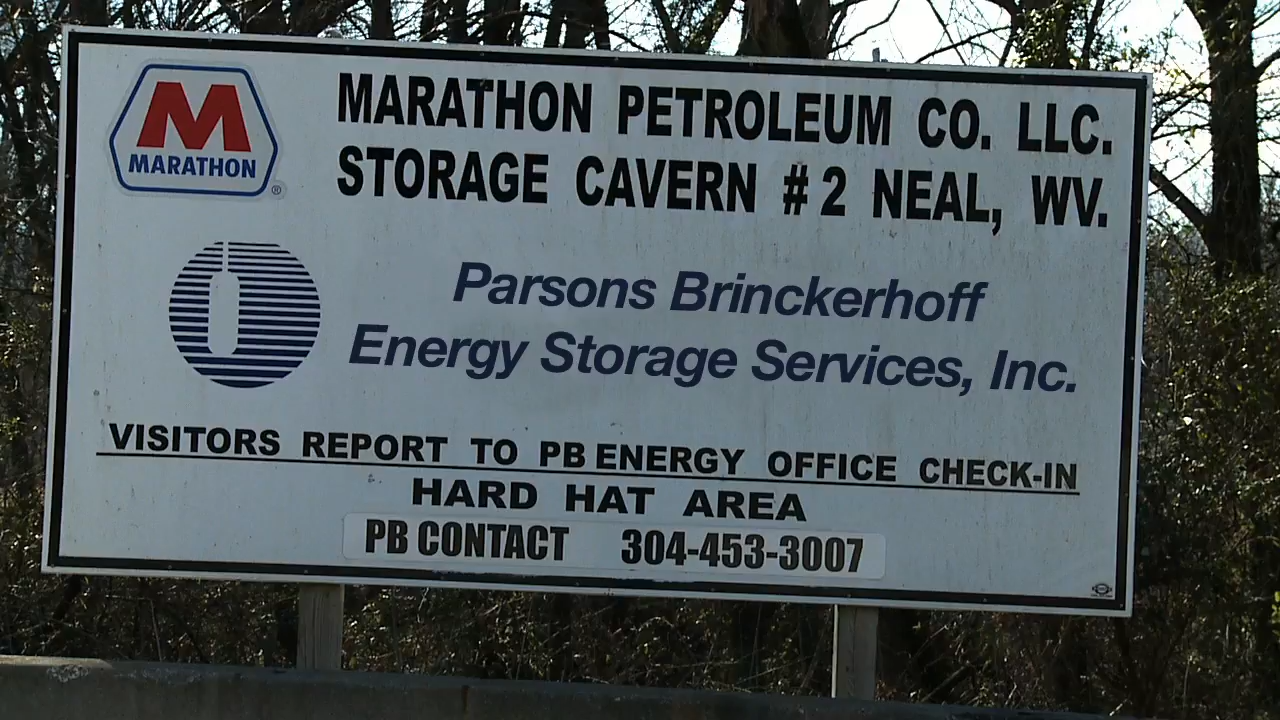 MARATHON PETROLEUM CO. LLC.
M
MARATHON
®
STORAGE CAVERN #2 NEAL, WV.
Parsons Brinckerhoff
Energy Storage Services, Inc.
VISITORS REPORT TO PB ENERGY OFFICE CHECK-IN
HARD HAT AREA
PB CONTACT 304-453-3007